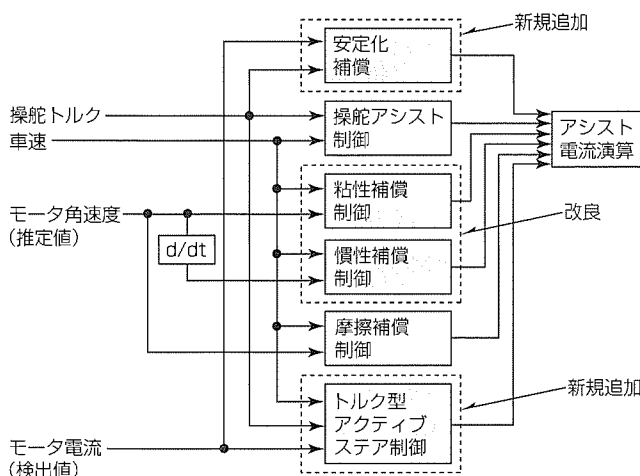 新規追加
安定化
補償
操舵トルク
車速
操舵アシスト
制御
アシスト
電流演算
粘性補償
制御
モータ角速度
(推定値)
改良
d/dt
慣性補償
制御
摩擦補償
制御
新規追加
トルク型
アクティブ
ステア制御
モータ電流
(検出値)